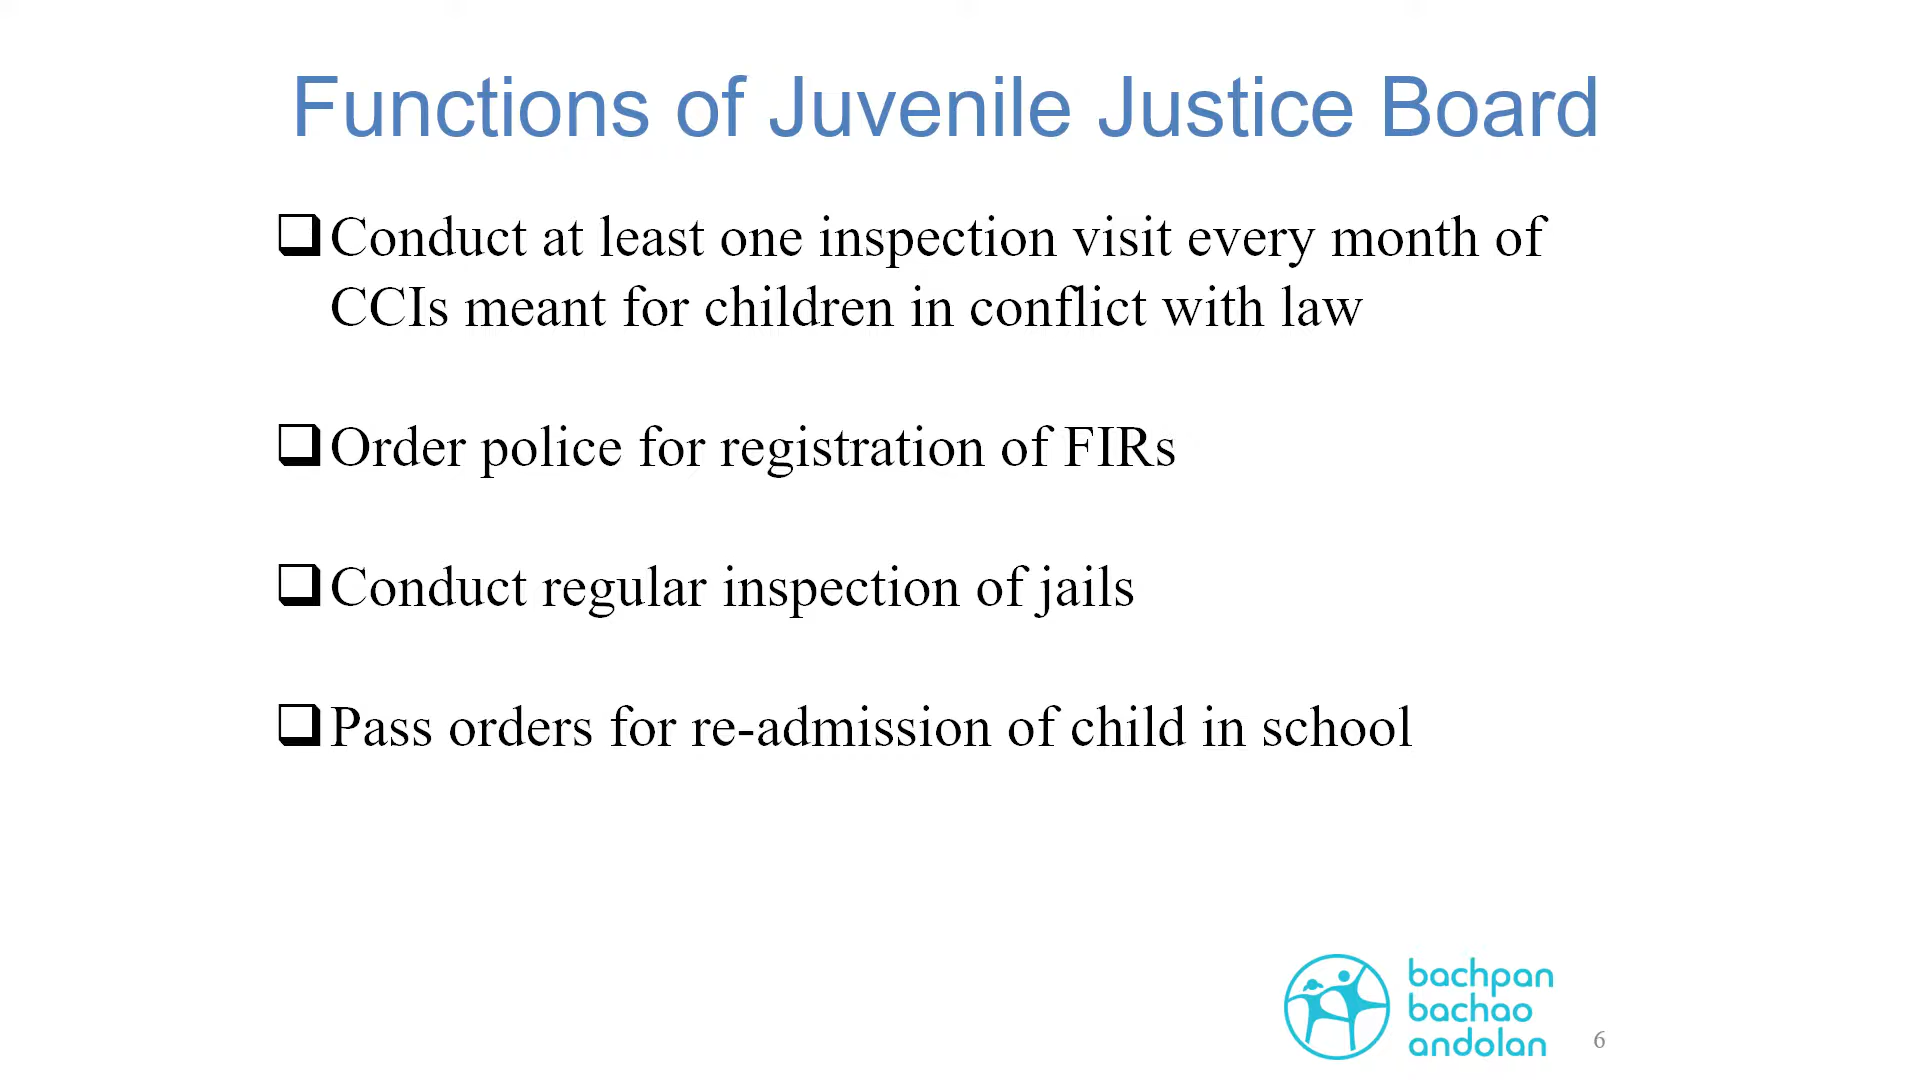 Functions of Juvenile Justice Board
Conduct at least one inspection visit every month of
CCIs meant for children in conflict with law
Order police for registration of FIRs
Conduct regular inspection of jails
Pass orders for re-admission of child in school
bachpan
bachao
andolan
6